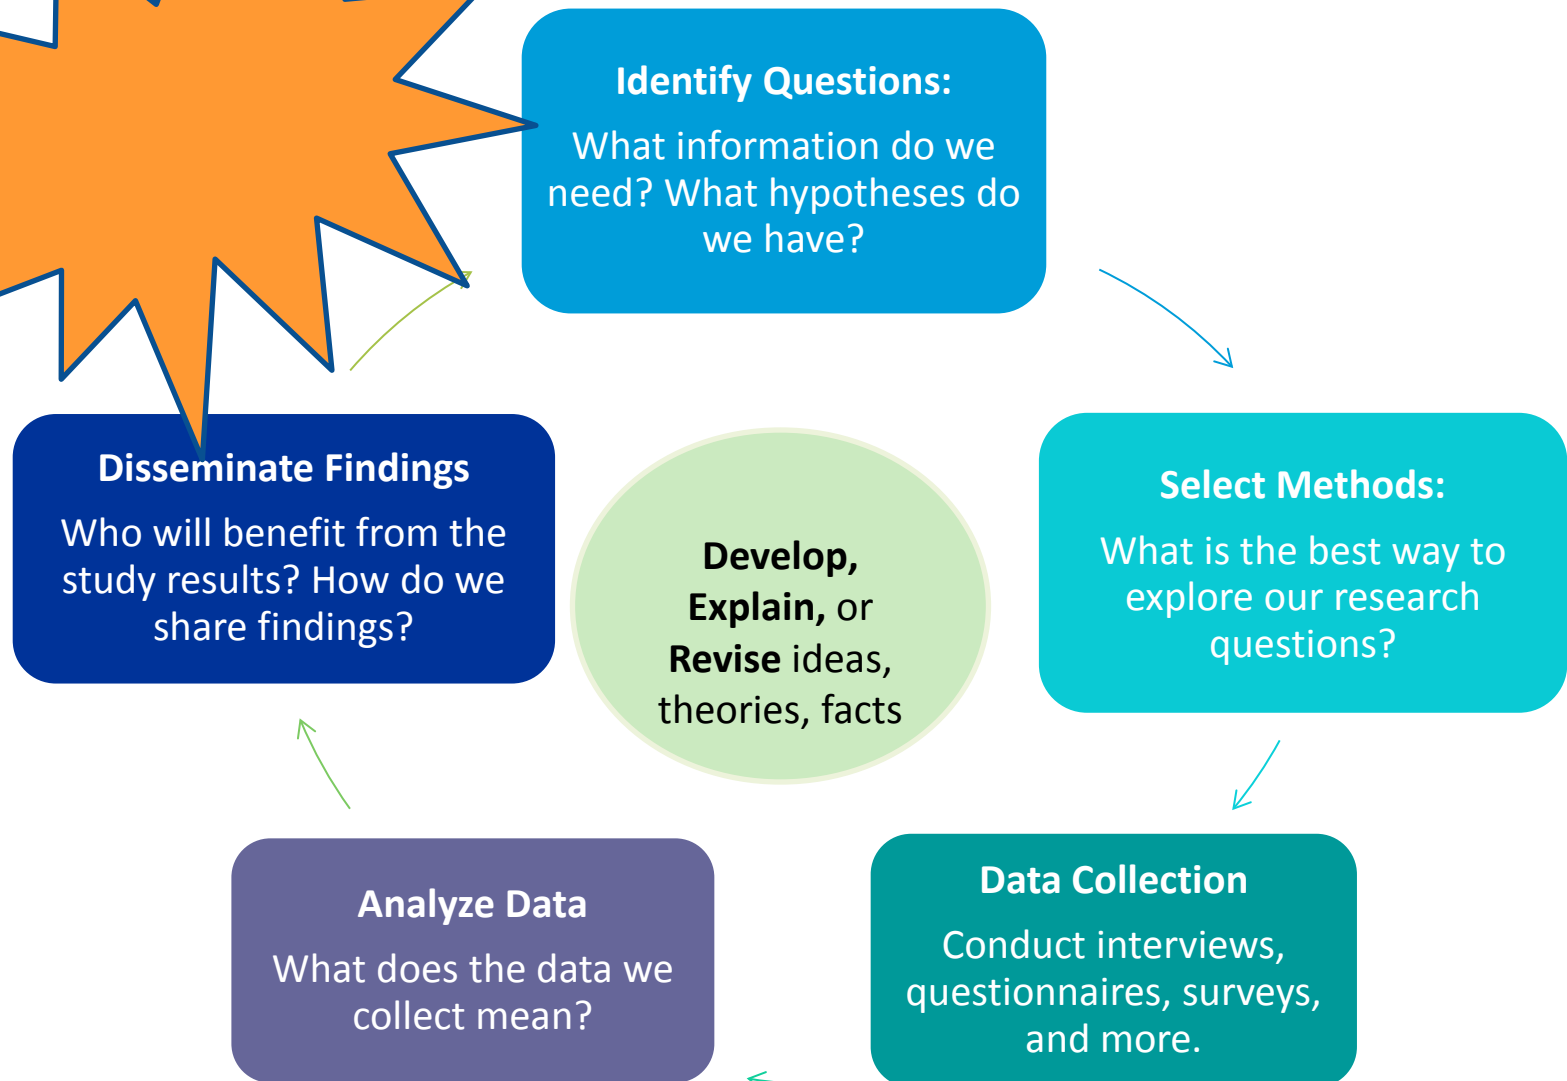 Identify Questions:
What information do we
need? What hypotheses do
we have?
Select Methods:
What is the best way to
explore our research
questions?
Data Collection
Conduct interviews,
questionnaires, surveys,
and more.
Analyze Data
What does the data we
collect mean?
Disseminate Findings
Who will benefit from the
study results? How do we
share findings?
Develop,
Explain, or
Revise ideas,
theories, facts